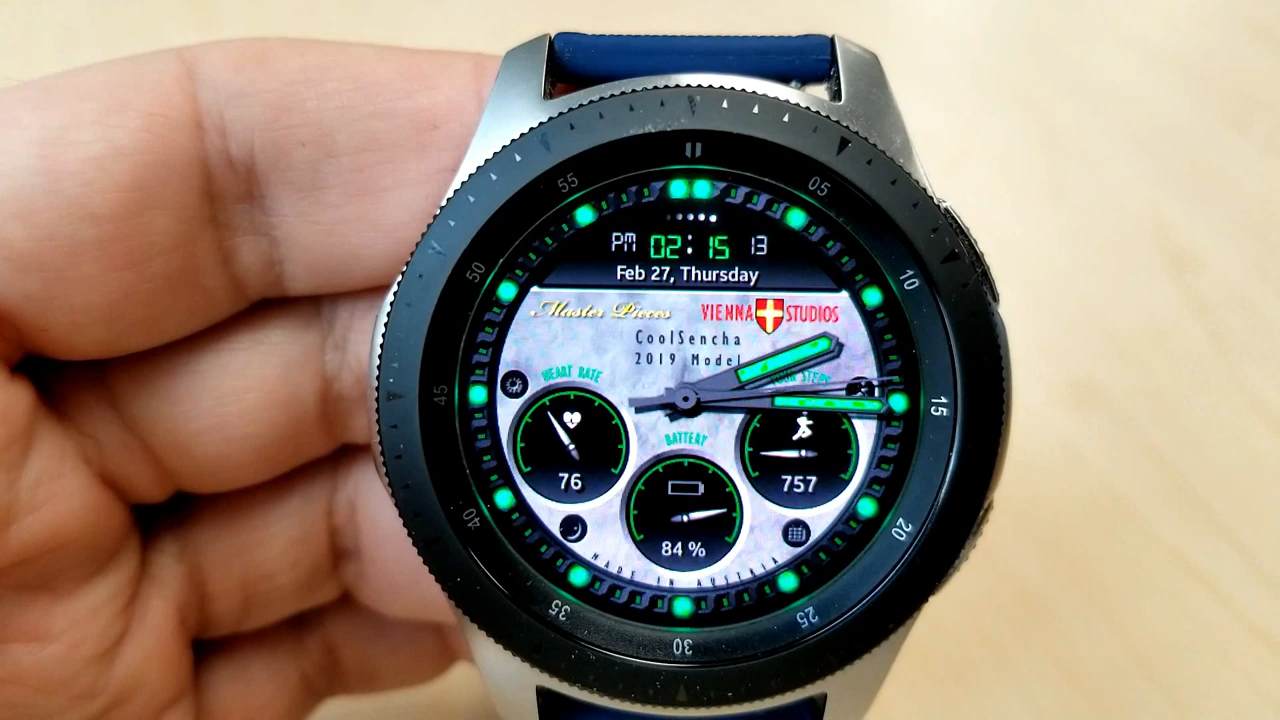 05
10
15
20
25
30
35
40
45
50
55
PM 02:15 13
Feb 27, Thursday
Master Pieces VIENNA STUDIOS
CoolSencha
2019 Model
HEART RATE
76
BATTERY
84 %
757
MADE IN AUSTRIA